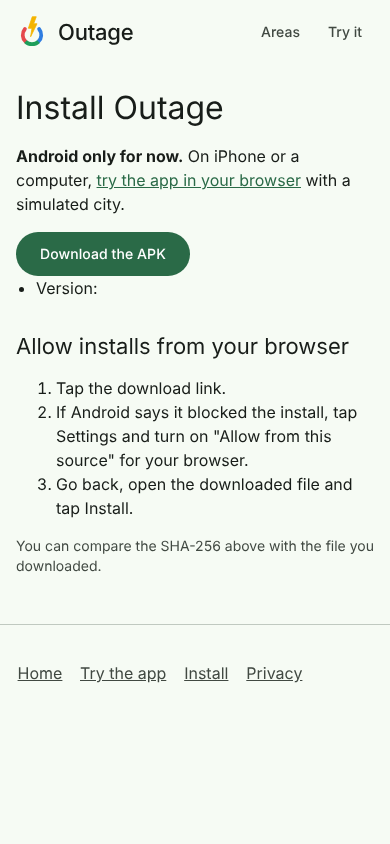 Outage
Areas Try it
Install Outage
Android only for now. On iPhone or a
computer, try the app in your browser with a
simulated city.
Download the APK
• Version:
Allow installs from your browser
1. Tap the download link.
2. If Android says it blocked the install, tap
Settings and turn on "Allow from this
source" for your browser.
3. Go back, open the downloaded file and
tap Install.
You can compare the SHA-256 above with the file you
downloaded.
Home Try the app Install Privacy